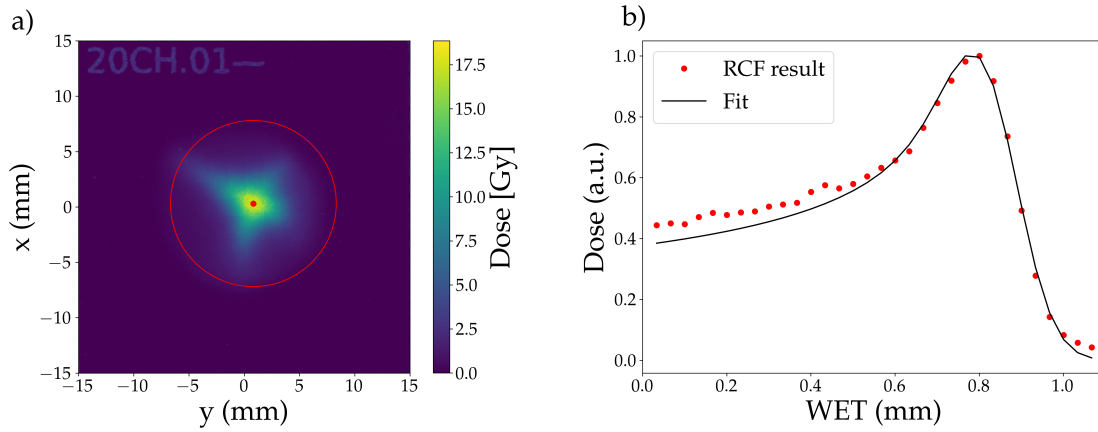 a)
20CH.01—
15
10
5
0
−5
−10
−15
x (mm)
−15 −10 −5 0 5 10 15
y (mm)
17.5
15.0
12.5
10.0
7.5
5.0
2.5
0.0
Dose [Gy]
b)
RCF result
Fit
1.0
0.8
0.6
0.4
0.2
0.0
Dose (a.u.)
0.0 0.2 0.4 0.6 0.8 1.0
WET (mm)